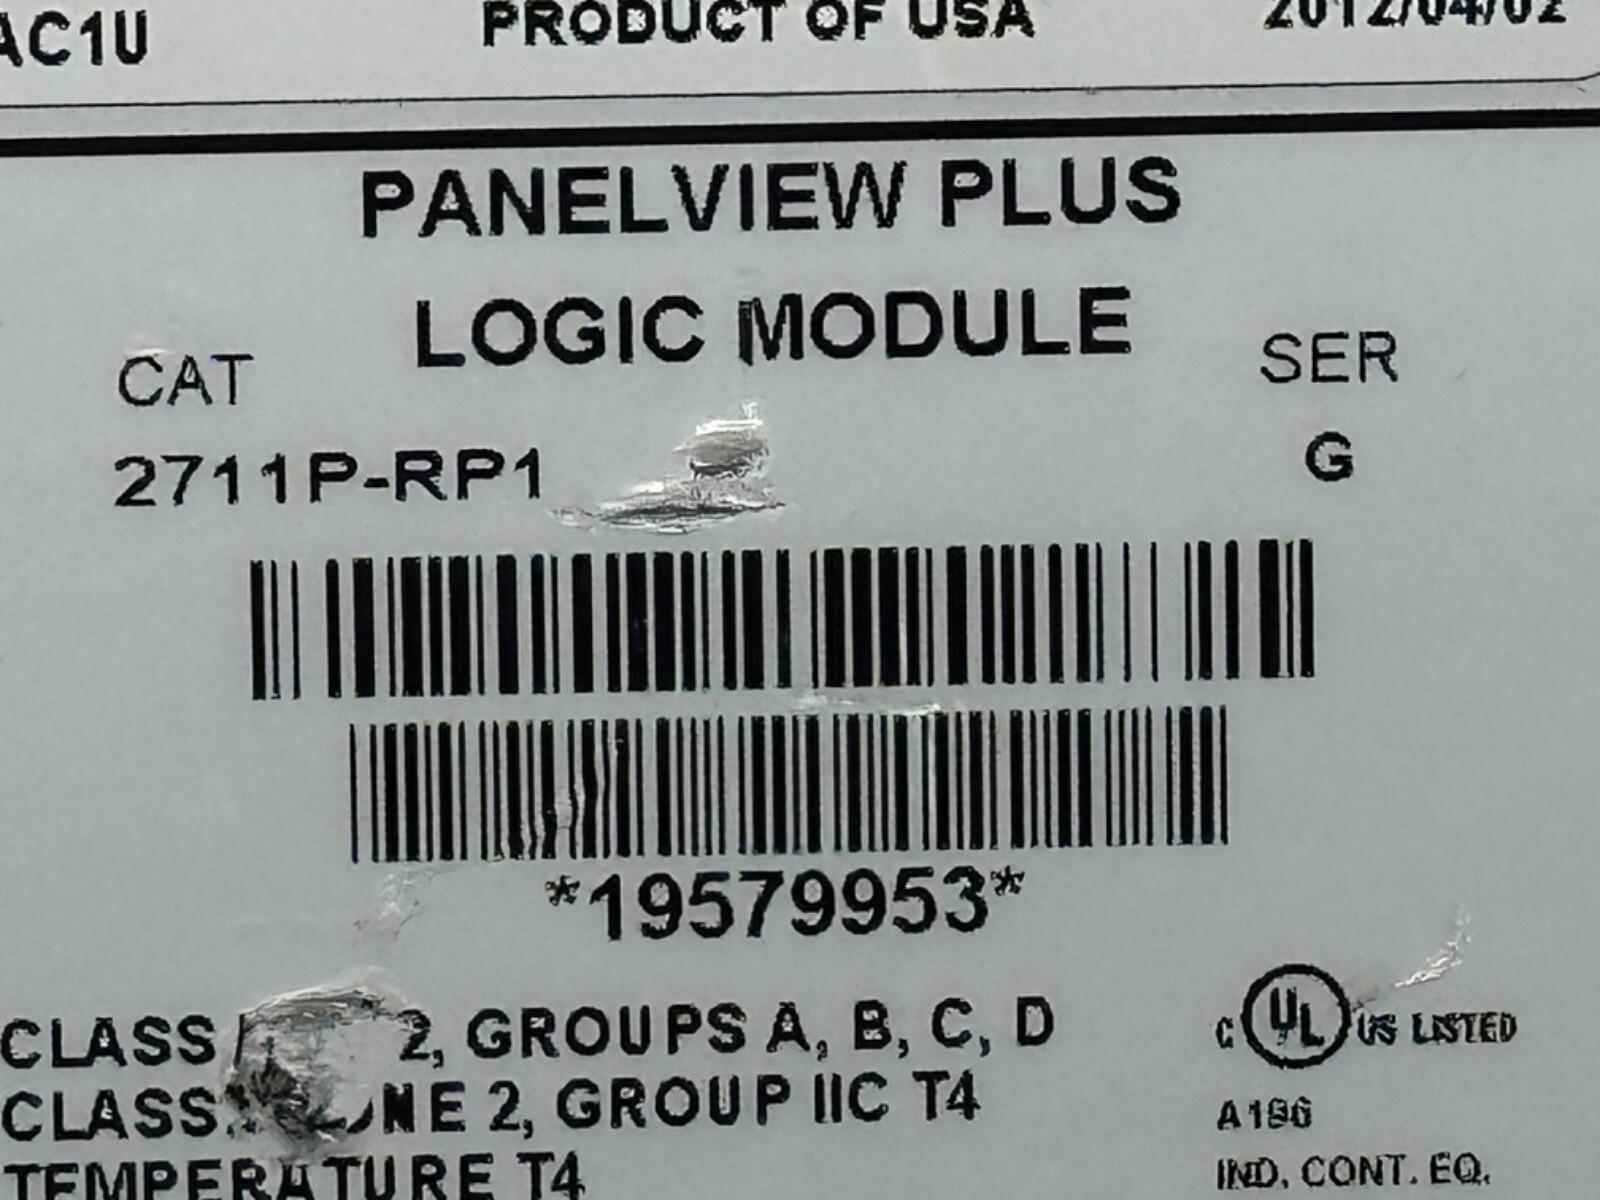 AC1U PRODUCT OF USA 2012/04/02
PANELVIEW PLUS
LOGIC MODULE
CAT SER
2711P-RP1 G
*19579953*
CLASS 2, GROUPS A, B, C, D
CLASS 2, GROUP IIC T4
TEMPERATURE T4
C UL US LISTED
A196
IND. CONT. EQ.